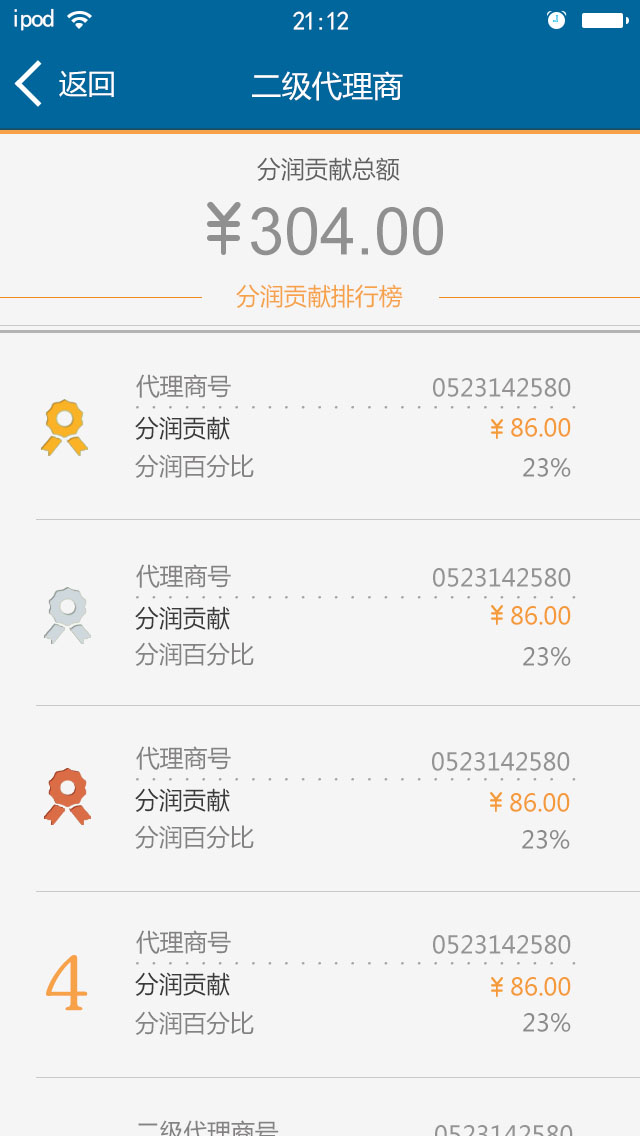 ipod 21:12
返回 二级代理商
分润贡献总额
¥304.00
分润贡献排行榜
代理商号 0523142580
分润贡献 ¥86.00
分润百分比 23%
代理商号 0523142580
分润贡献 ¥86.00
分润百分比 23%
代理商号 0523142580
分润贡献 ¥86.00
分润百分比 23%
4
代理商号 0523142580
分润贡献 ¥86.00
分润百分比 23%
二级代理商号 0523142580